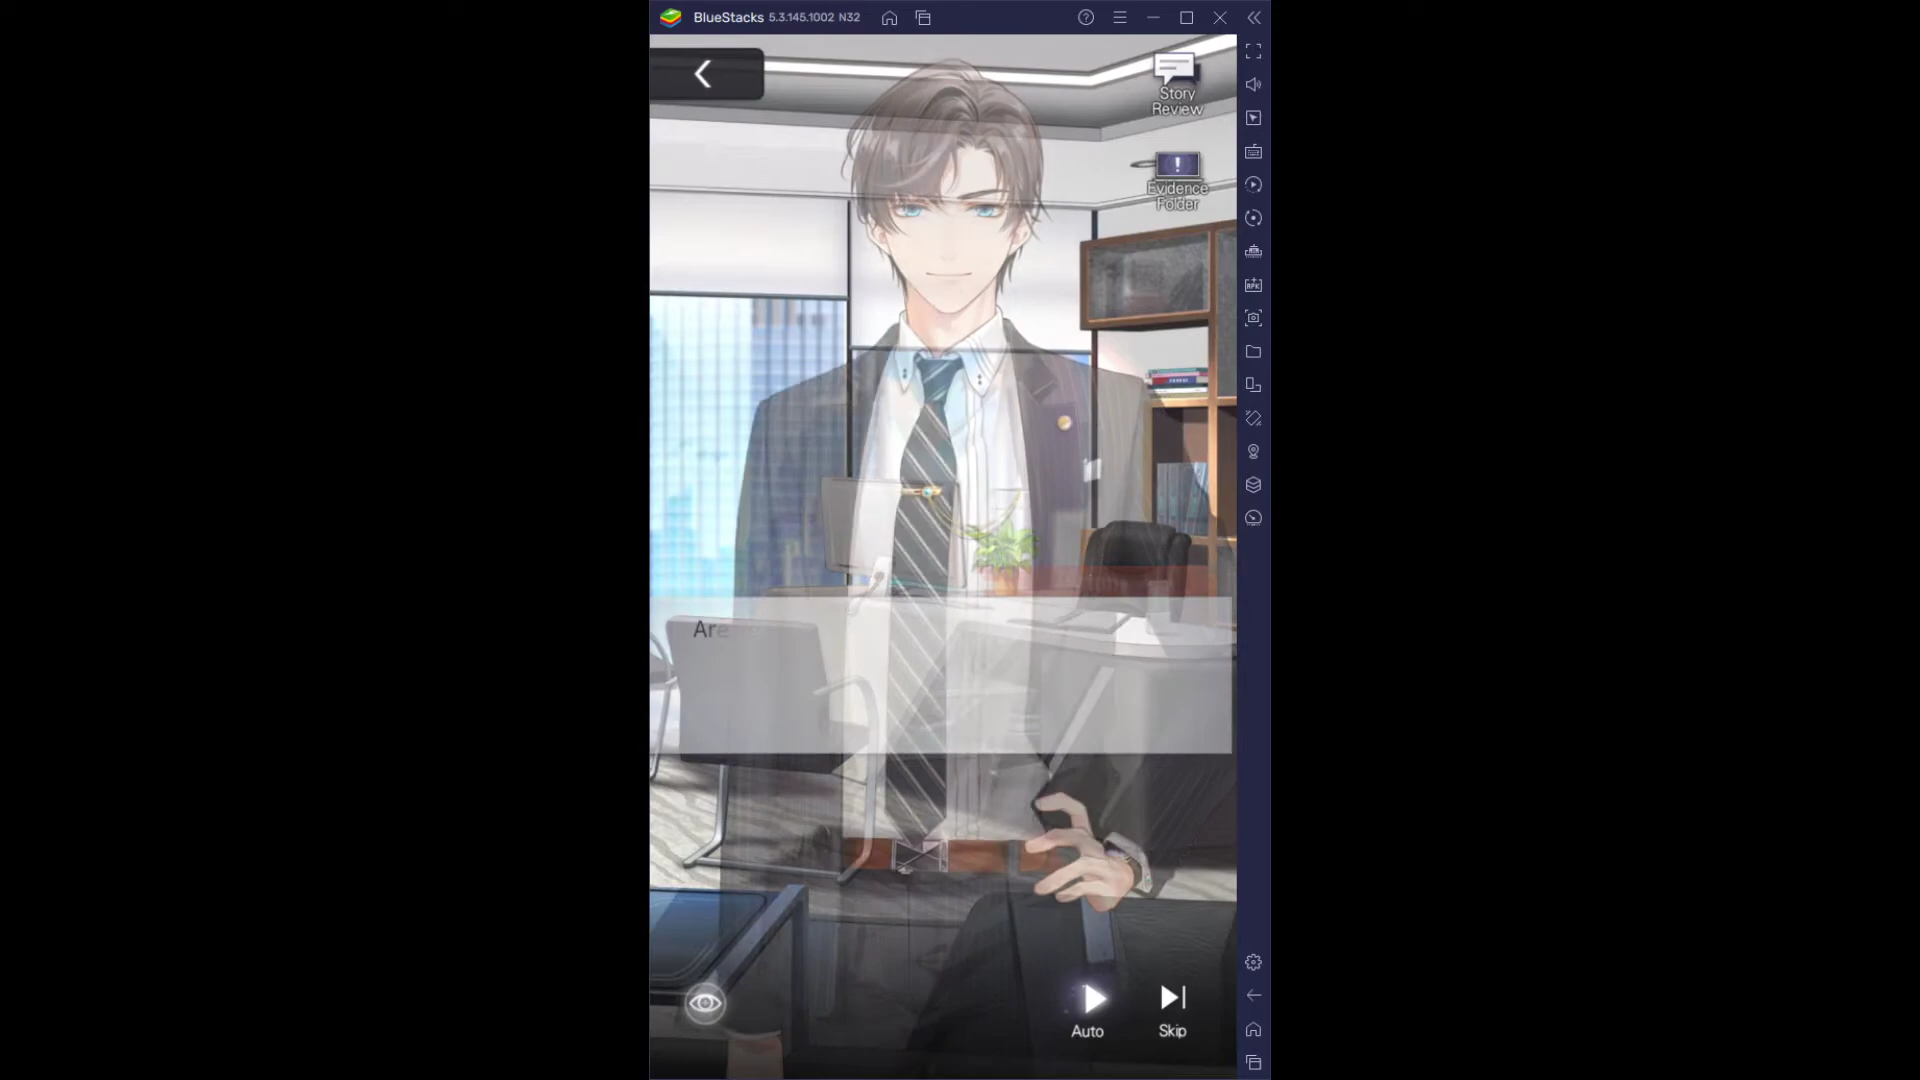 BlueStacks 5.3.145.1002 N32
Story
Review
Evidence
Folder
Are
Auto
Skip